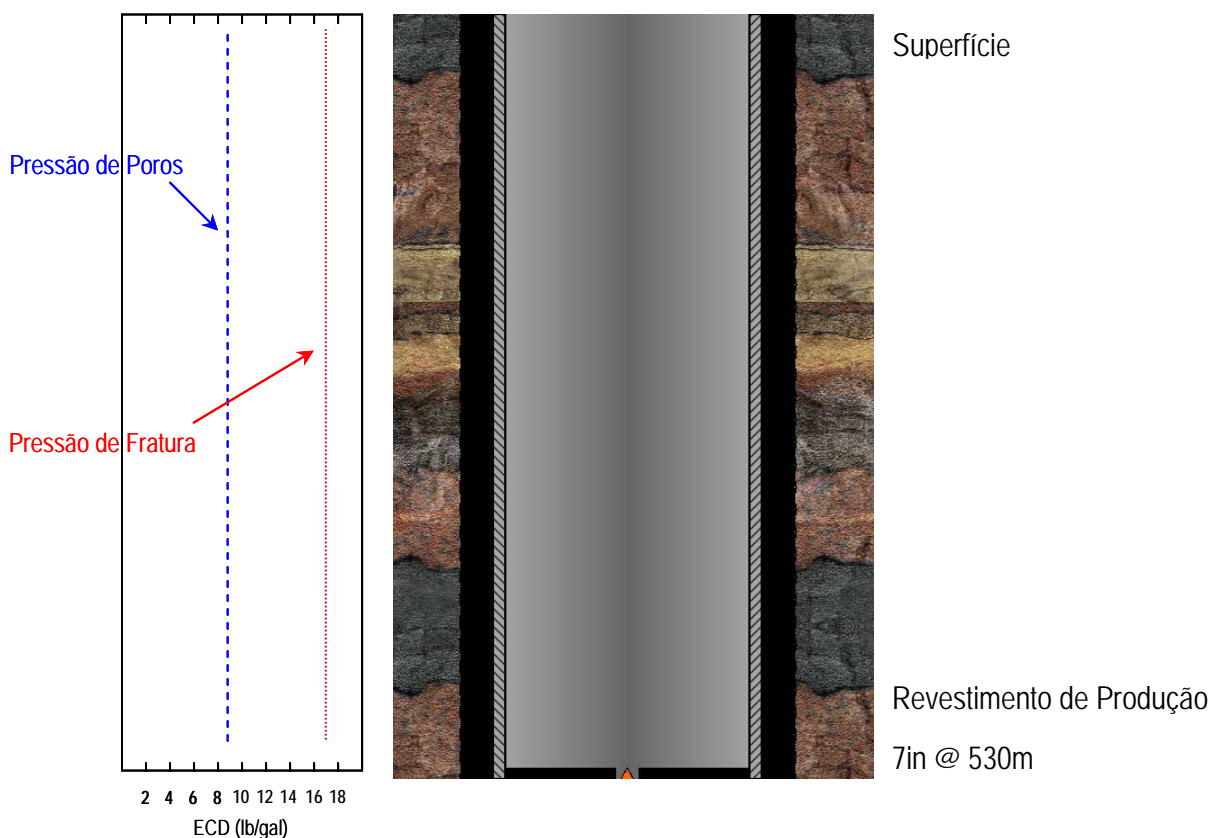 Superfície
Pressão de Poros
Pressão de Fratura
Revestimento de Produção
7in @ 530m
2 4 6 8 10 12 14 16 18
ECD (lb/gal)